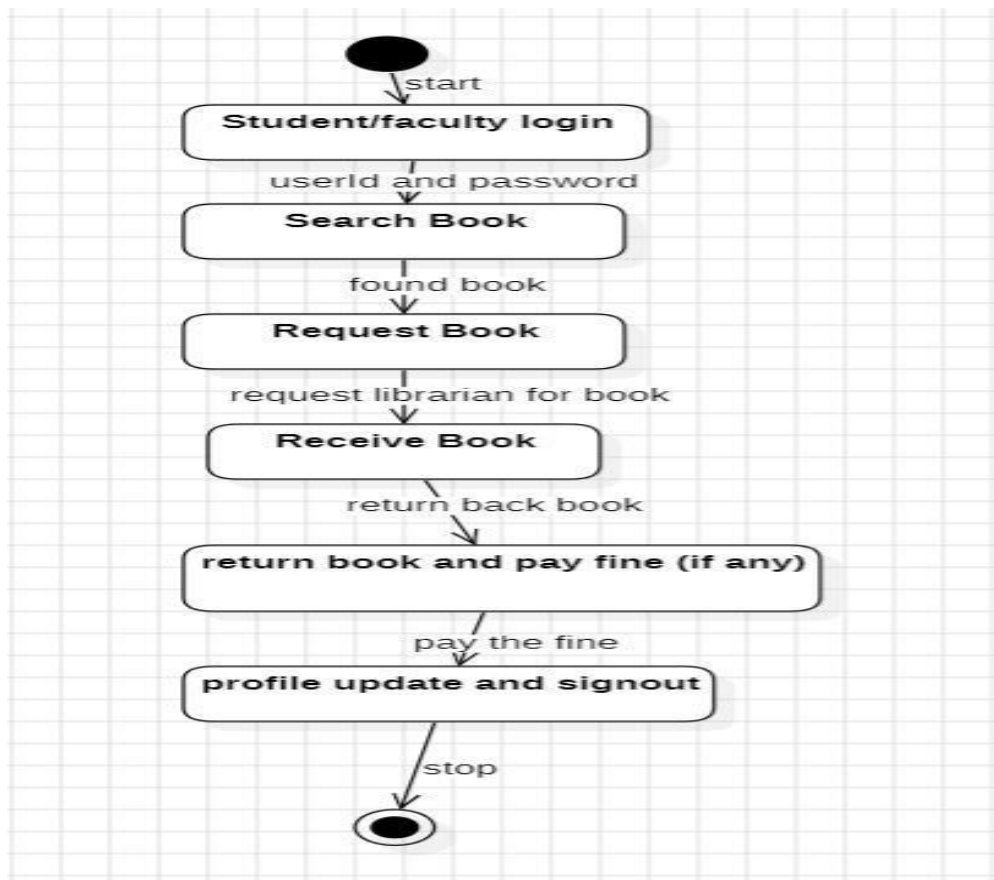 start
Student/faculty login
userId and password
Search Book
found book
Request Book
request librarian for book
Receive Book
return back book
return book and pay fine (if any)
pay the fine
profile update and signout
stop